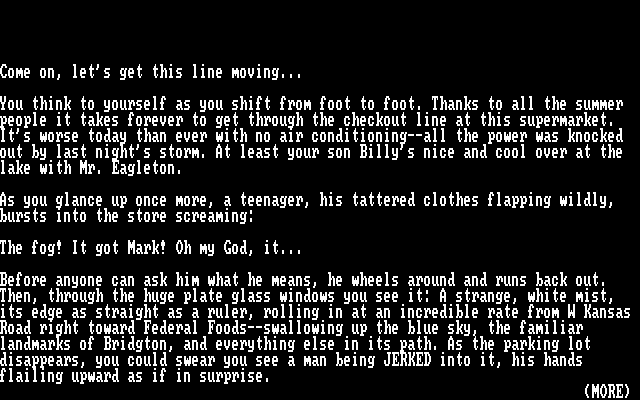 Come on, let's get this line moving...
You think to yourself as you shift from foot to foot. Thanks to all the summer
people it takes forever to get through the checkout line at this supermarket.
It's worse today than ever with no air conditioning--all the power was knocked
out by last night's storm. At least your son Billy's nice and cool over at the
lake with Mr. Eagleton.
As you glance up once more, a teenager, his tattered clothes flapping wildly,
bursts into the store screaming:
The fog! It got Mark! Oh my God, it...
Before anyone can ask him what he means, he wheels around and runs back out.
Then, through the huge plate glass windows you see it: A strange, white mist,
its edge as straight as a ruler, rolling in at an incredible rate from W Kansas
Road right toward Federal Foods--swallowing up the blue sky, the familiar
landmarks of Bridgton, and everything else in its path. As the parking lot
disappears, you could swear you see a man being JERKED into it, his hands
flailing upward as if in surprise.
(MORE)